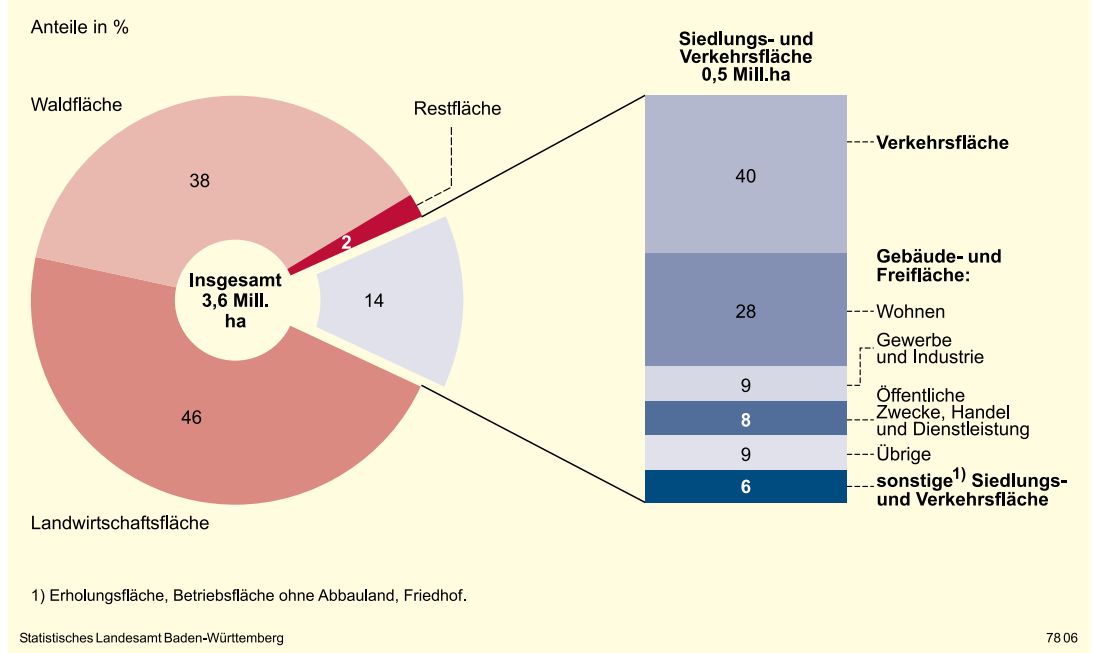 Anteile in %
Waldfläche
Restfläche
38
2
Insgesamt
3,6 Mill.
ha
14
46
Landwirtschaftsfläche
Siedlungs- und
Verkehrsfläche
0,5 Mill.ha
40
Verkehrsfläche
Gebäude- und
Freifläche:
28
Wohnen
Gewerbe
und Industrie
9
Öffentliche
Zwecke, Handel
und Dienstleistung
8
9
Übrige
6
sonstige1) Siedlungs-
und Verkehrsfläche
1) Erholungsfläche, Betriebsfläche ohne Abbauland, Friedhof.
Statistisches Landesamt Baden-Württemberg
78 06